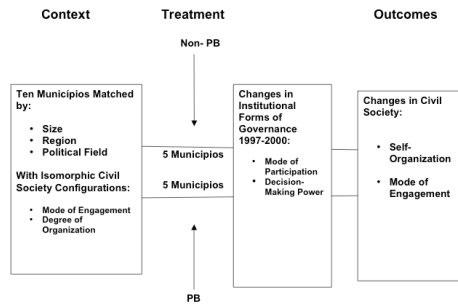 Context
Treatment
Outcomes
Non- PB
Ten Municípios Matched
by:
• Size
• Region
• Political Field
With Isomorphic Civil
Society Configurations:
• Mode of Engagement
• Degree of
Organization
5 Municipios
5 Municipios
PB
Changes in
Institutional
Forms of
Governance
1997-2000:
• Mode of
Participation
• Decision-
Making Power
Changes in Civil
Society:
• Self-
Organization
• Mode of
Engagement